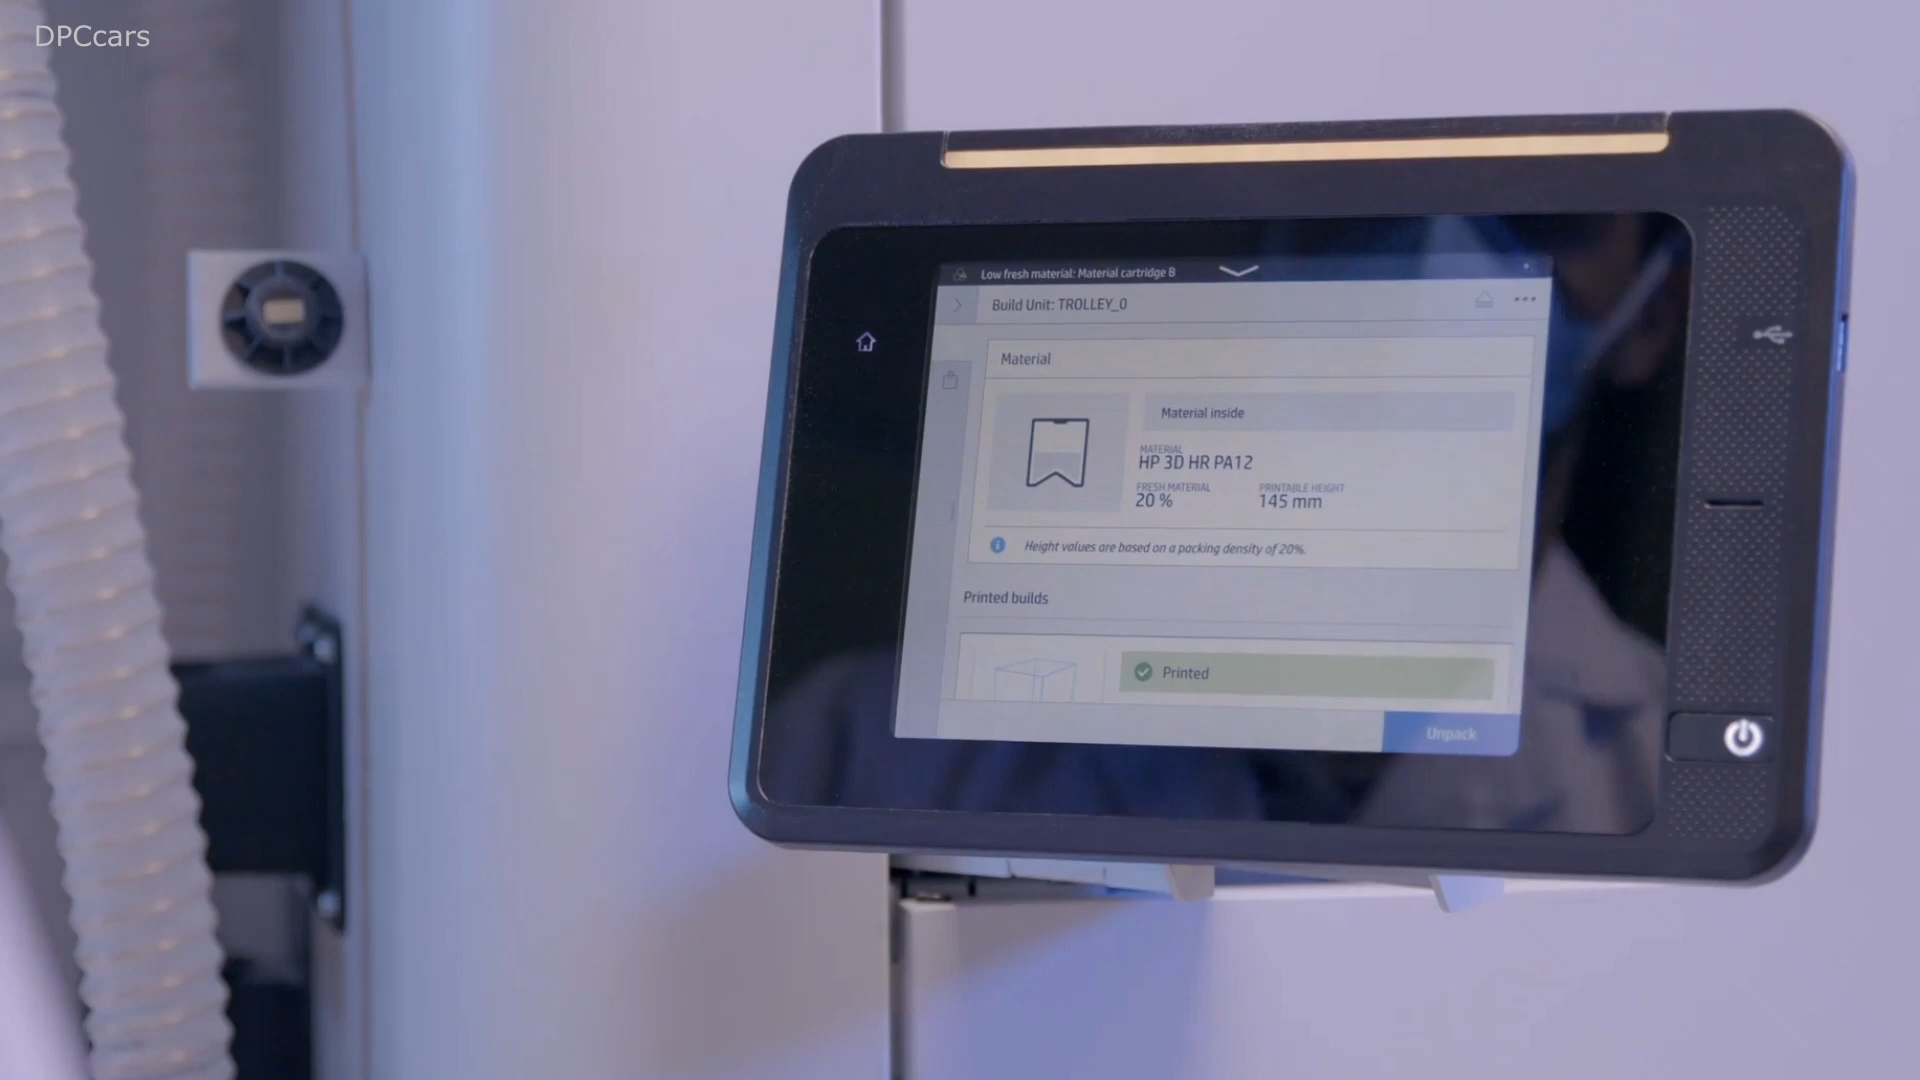 DPCcars
Low fresh material: Material cartridge B
Build Unit: TROLLEY_0
Material
Material inside
MATERIAL
HP 3D HR PA12
FRESH MATERIAL PRINTABLE HEIGHT
20 % 145 mm
Height values are based on a packing density of 20%.
Printed builds
Printed
Unpack